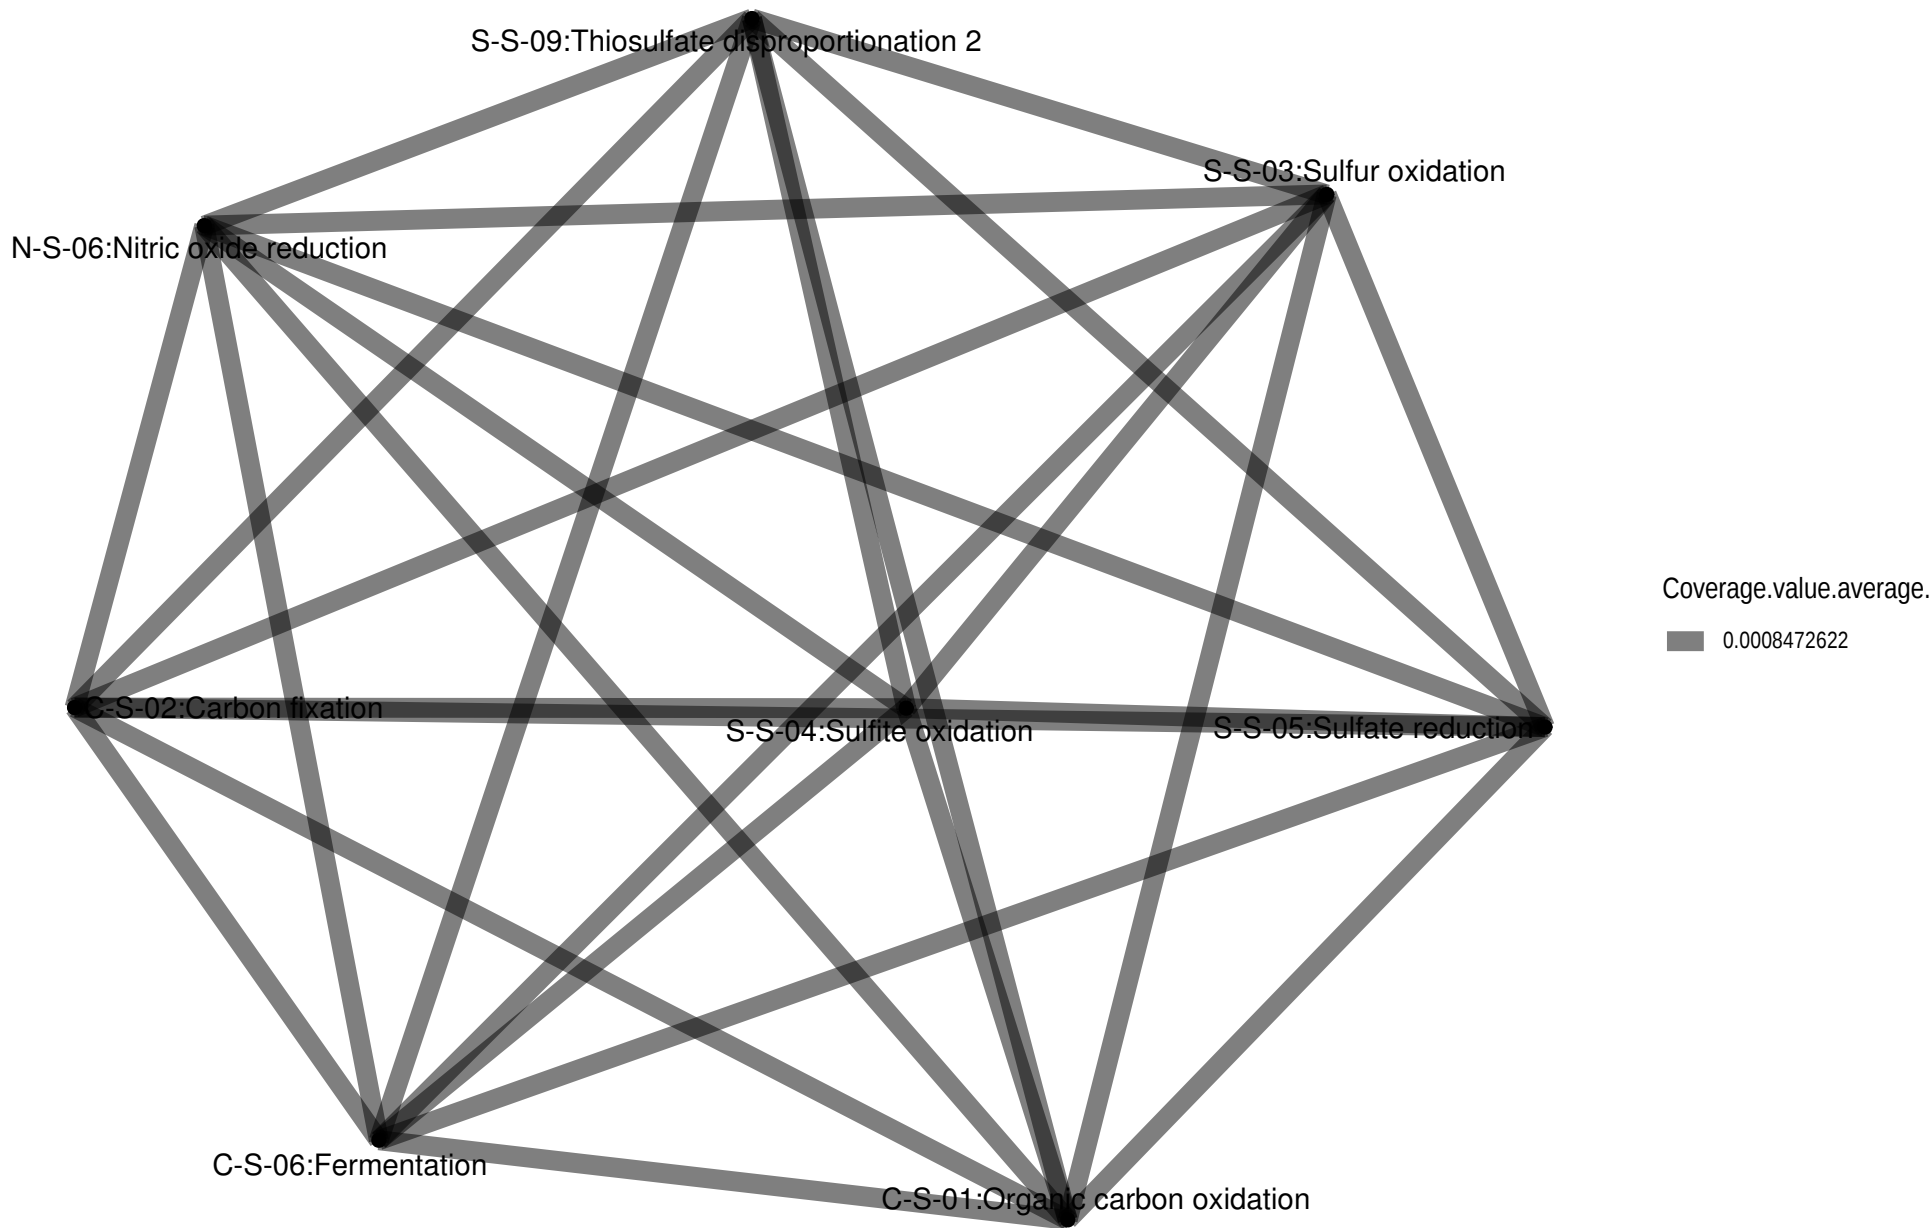 S-S-09:Thiosulfate disproportionation 2
S-S-03:Sulfur oxidation
N-S-06:Nitric oxide reduction
Coverage.value.average.
0.0008472622
C-S-02:Carbon fixation
S-S-04:Sulfite oxidation
S-S-05:Sulfate reduction
C-S-06:Fermentation
C-S-01:Organic carbon oxidation